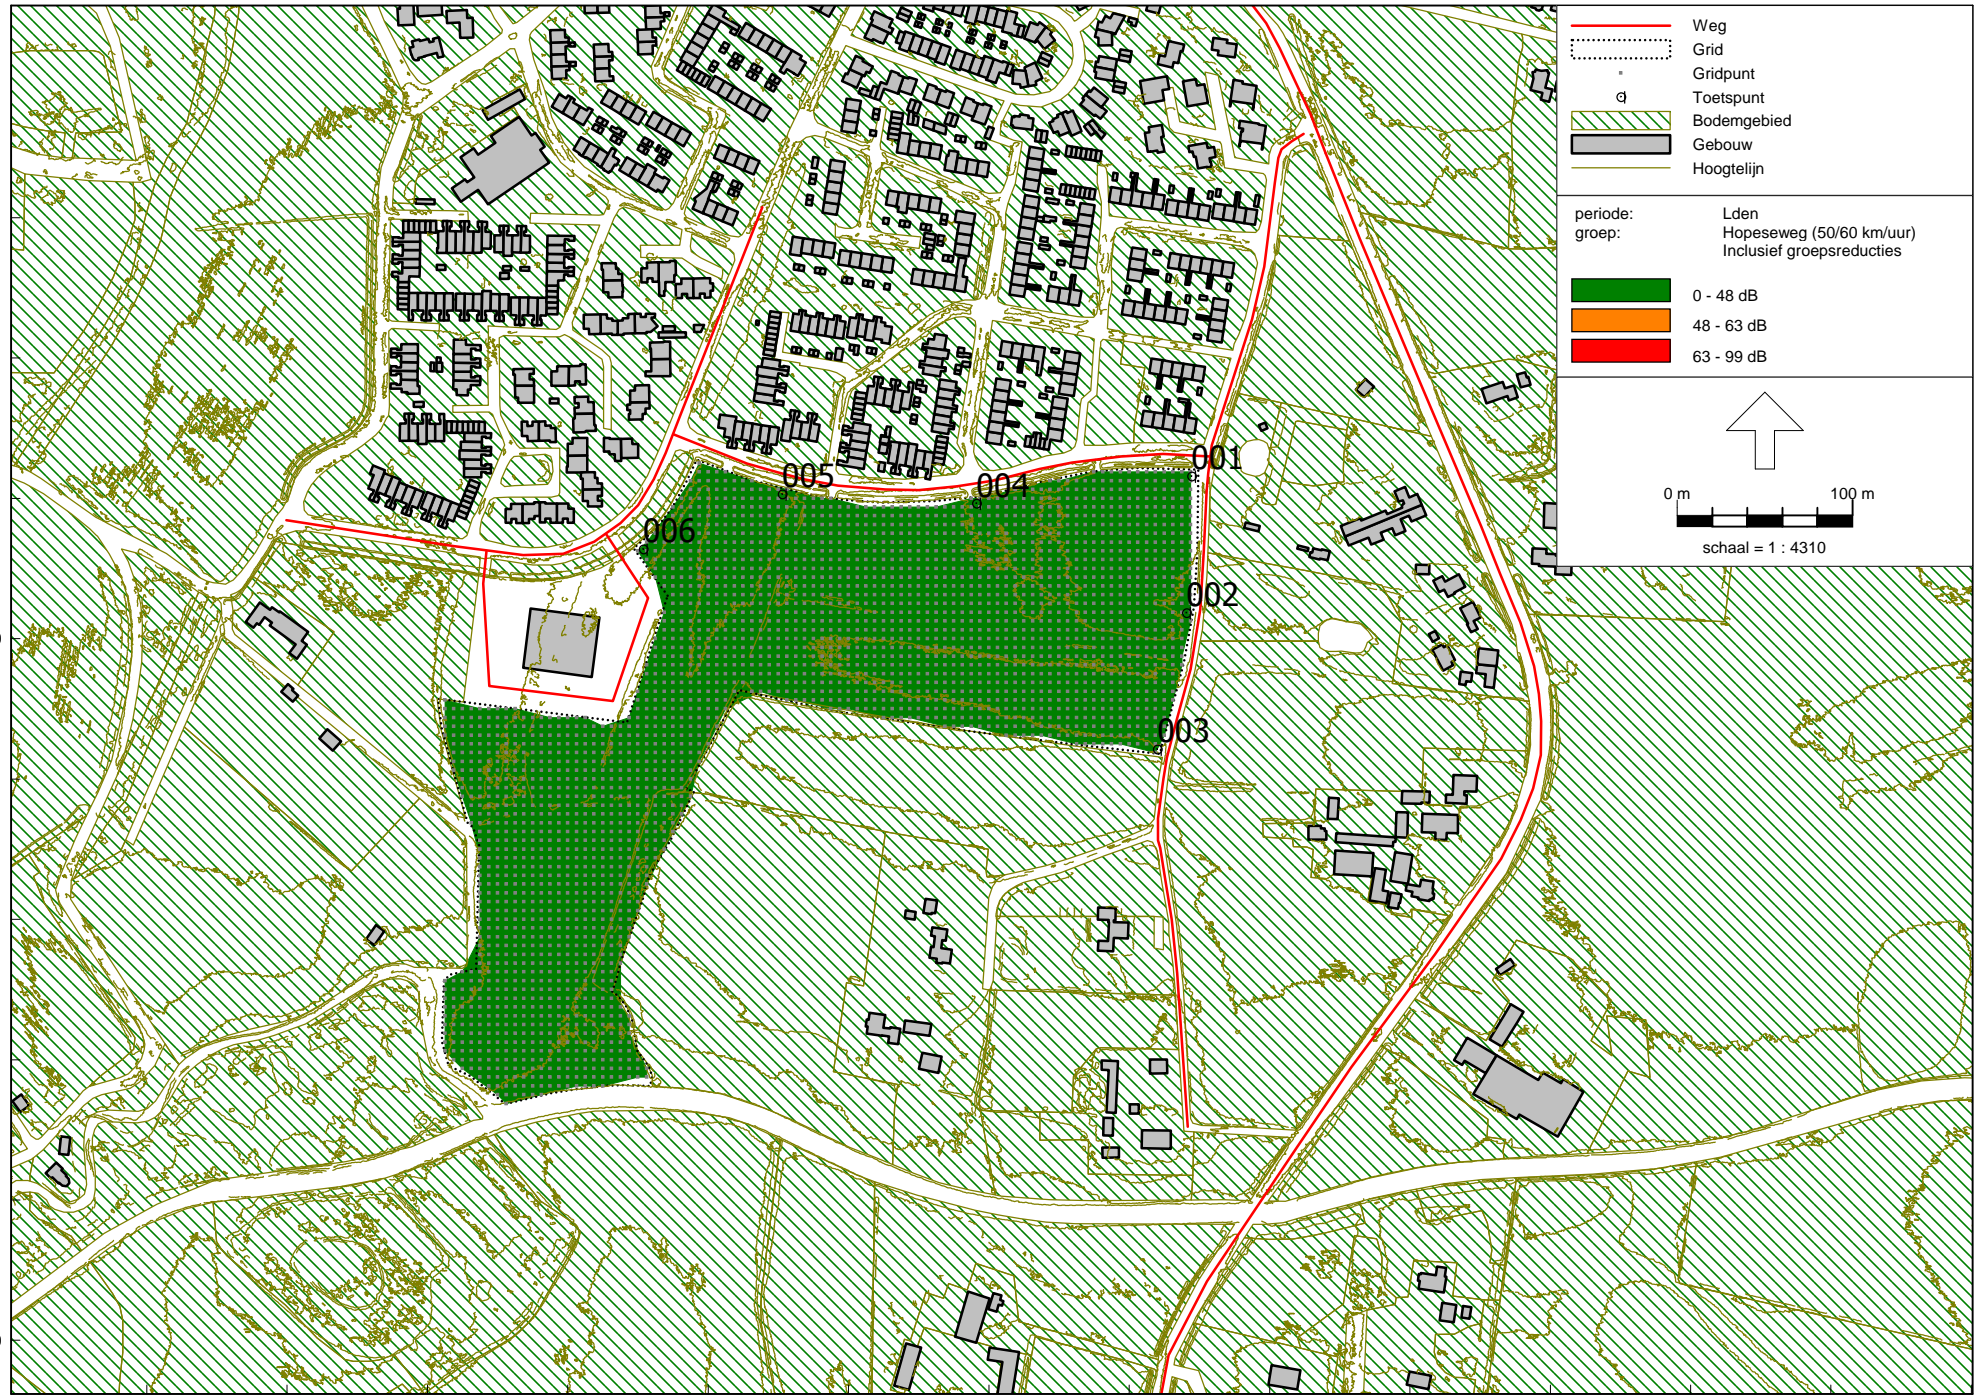 Weg
Grid
Gridpunt
Toetspunt
Bodemgebied
Gebouw
Hoogtelijn
periode: Lden
groep: Hopeseweg (50/60 km/uur)
Inclusief groepsreducties
0 - 48 dB
48 - 63 dB
63 - 99 dB
0 m 100 m
schaal = 1 : 4310
001
005
004
006
002
003